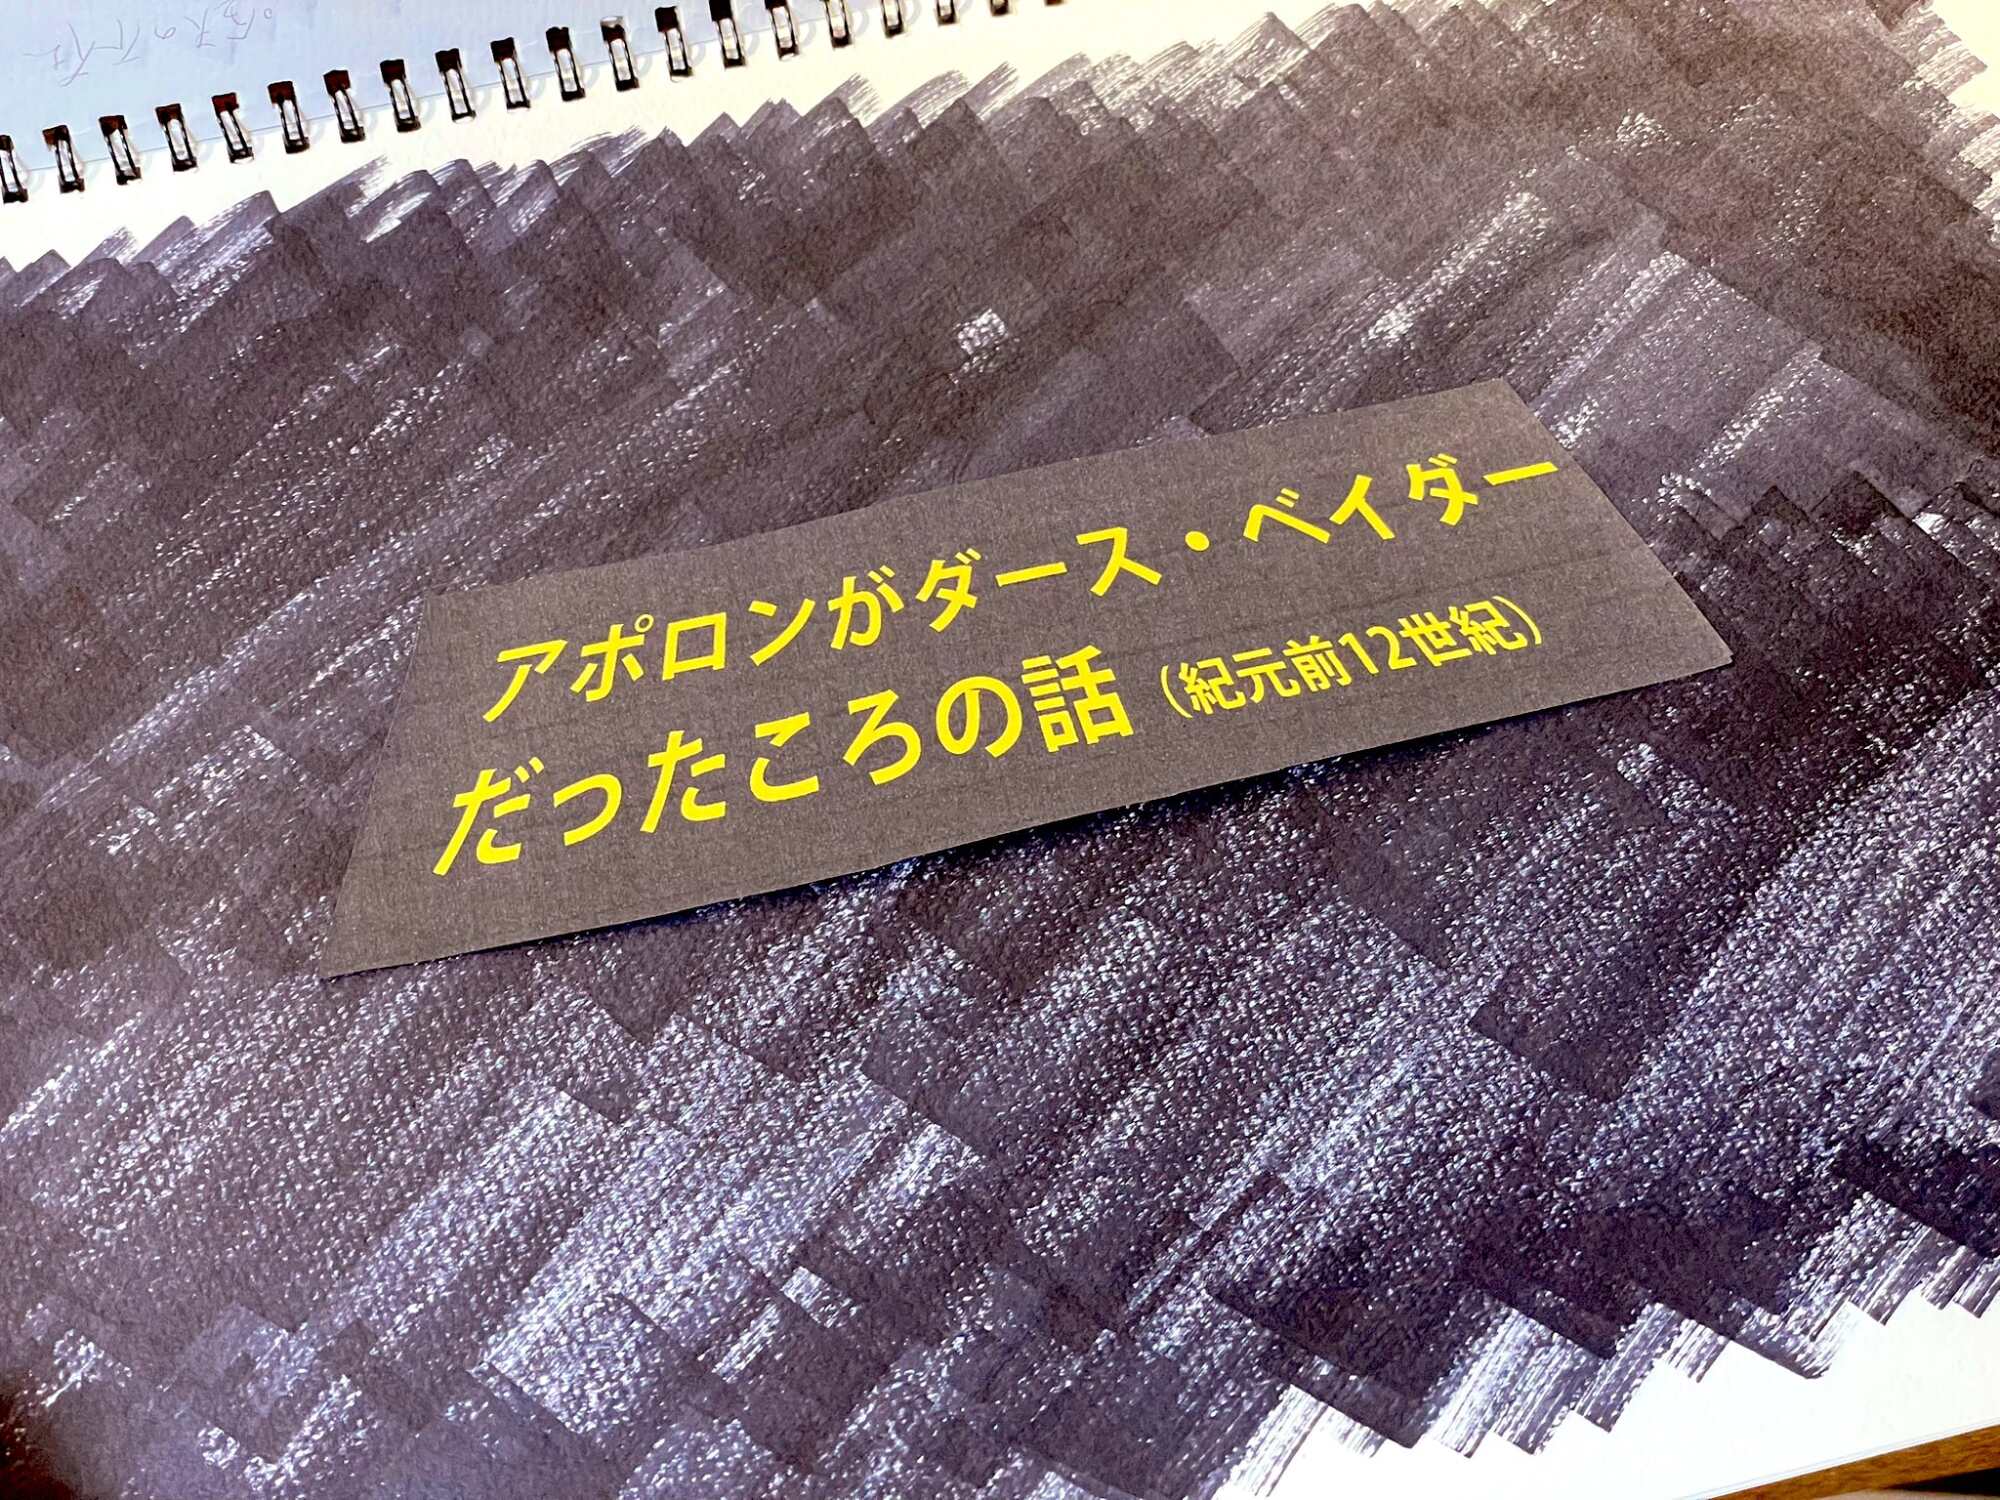 アポロンがダース・ベイダー
だったころの話（紀元前12世紀）